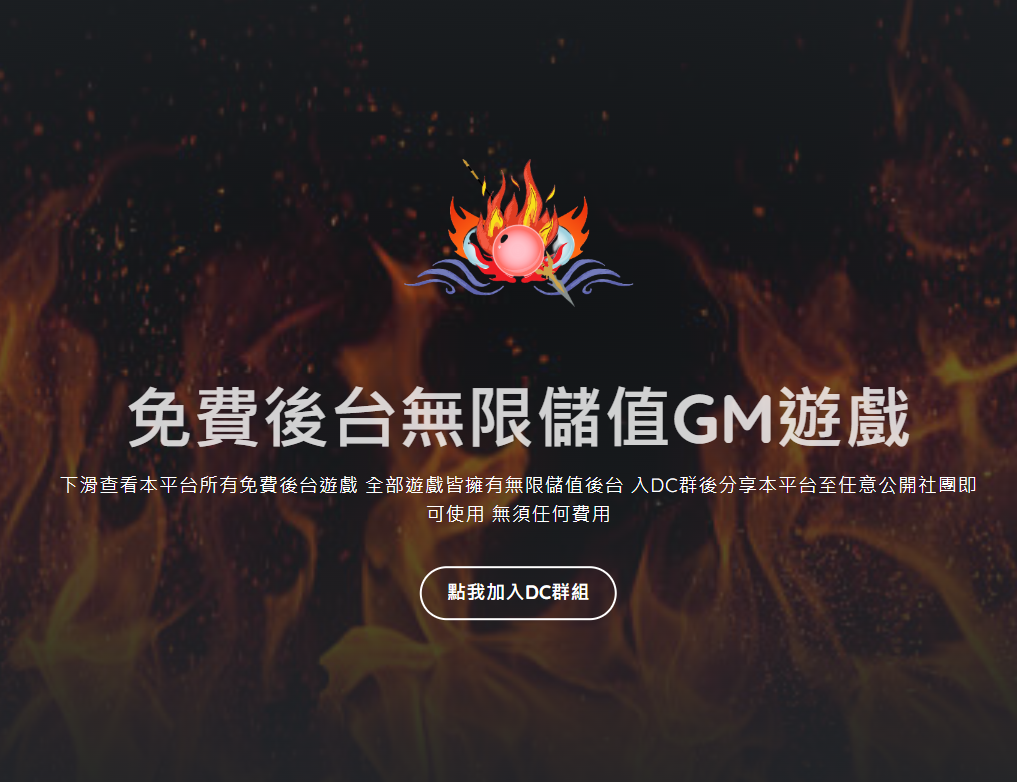 免費後台無限儲值GM遊戲
下滑查看本平台所有免費後台遊戲 全部遊戲皆擁有無限儲值後台 入DC群後分享本平台至任意公開社團即
可使用 無須任何費用
點我加入DC群組